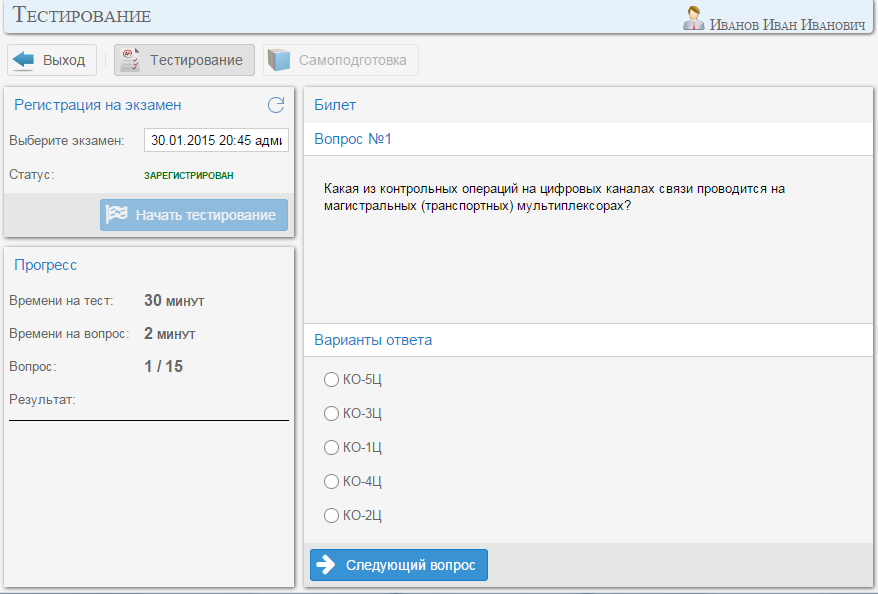 Тестирование
Иванов Иван Иванович
Выход
Тестирование
Самоподготовка
Регистрация на экзамен
Выберите экзамен: 30.01.2015 20:45 адми
Статус: ЗАРЕГИСТРИРОВАН
Начать тестирование
Прогресс
Времени на тест: 30 минут
Времени на вопрос: 2 минут
Вопрос: 1 / 15
Результат:
Билет
Вопрос №1
Какая из контрольных операций на цифровых каналах связи проводится на
магистральных (транспортных) мультиплексорах?
Варианты ответа
КО-5Ц
КО-3Ц
КО-1Ц
КО-4Ц
КО-2Ц
Следующий вопрос